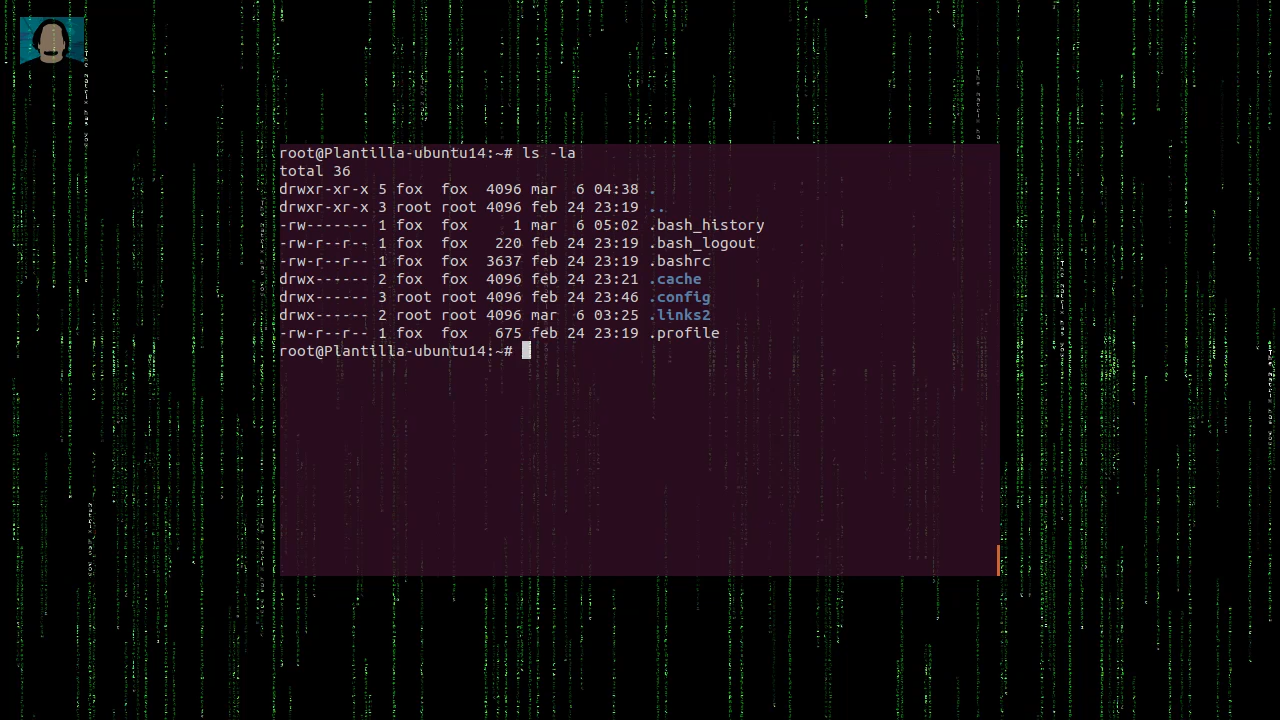 root@Plantilla-ubuntu14:~# ls -la
total 36
drwxr-xr-x 5 fox  fox  4096 mar  6 04:38 .
drwxr-xr-x 3 root root 4096 feb 24 23:19 ..
-rw------- 1 fox  fox     1 mar  6 05:02 .bash_history
-rw-r--r-- 1 fox  fox   220 feb 24 23:19 .bash_logout
-rw-r--r-- 1 fox  fox  3637 feb 24 23:19 .bashrc
drwx------ 2 fox  fox  4096 feb 24 23:21 .cache
drwx------ 3 root root 4096 feb 24 23:46 .config
drwx------ 2 root root 4096 mar  6 03:25 .links2
-rw-r--r-- 1 fox  fox   675 feb 24 23:19 .profile
root@Plantilla-ubuntu14:~#